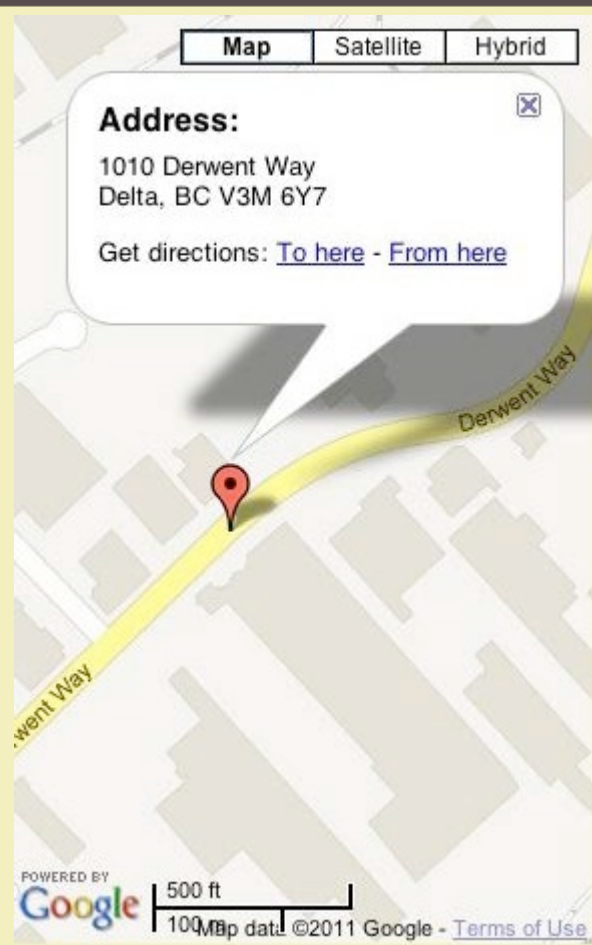 Map Satellite Hybrid
Address:
1010 Derwent Way
Delta, BC V3M 6Y7
Get directions: To here - From here
Derwent Way
went Way
POWERED BY
Google
500 ft
100 m
Map data ©2011 Google - Terms of Use